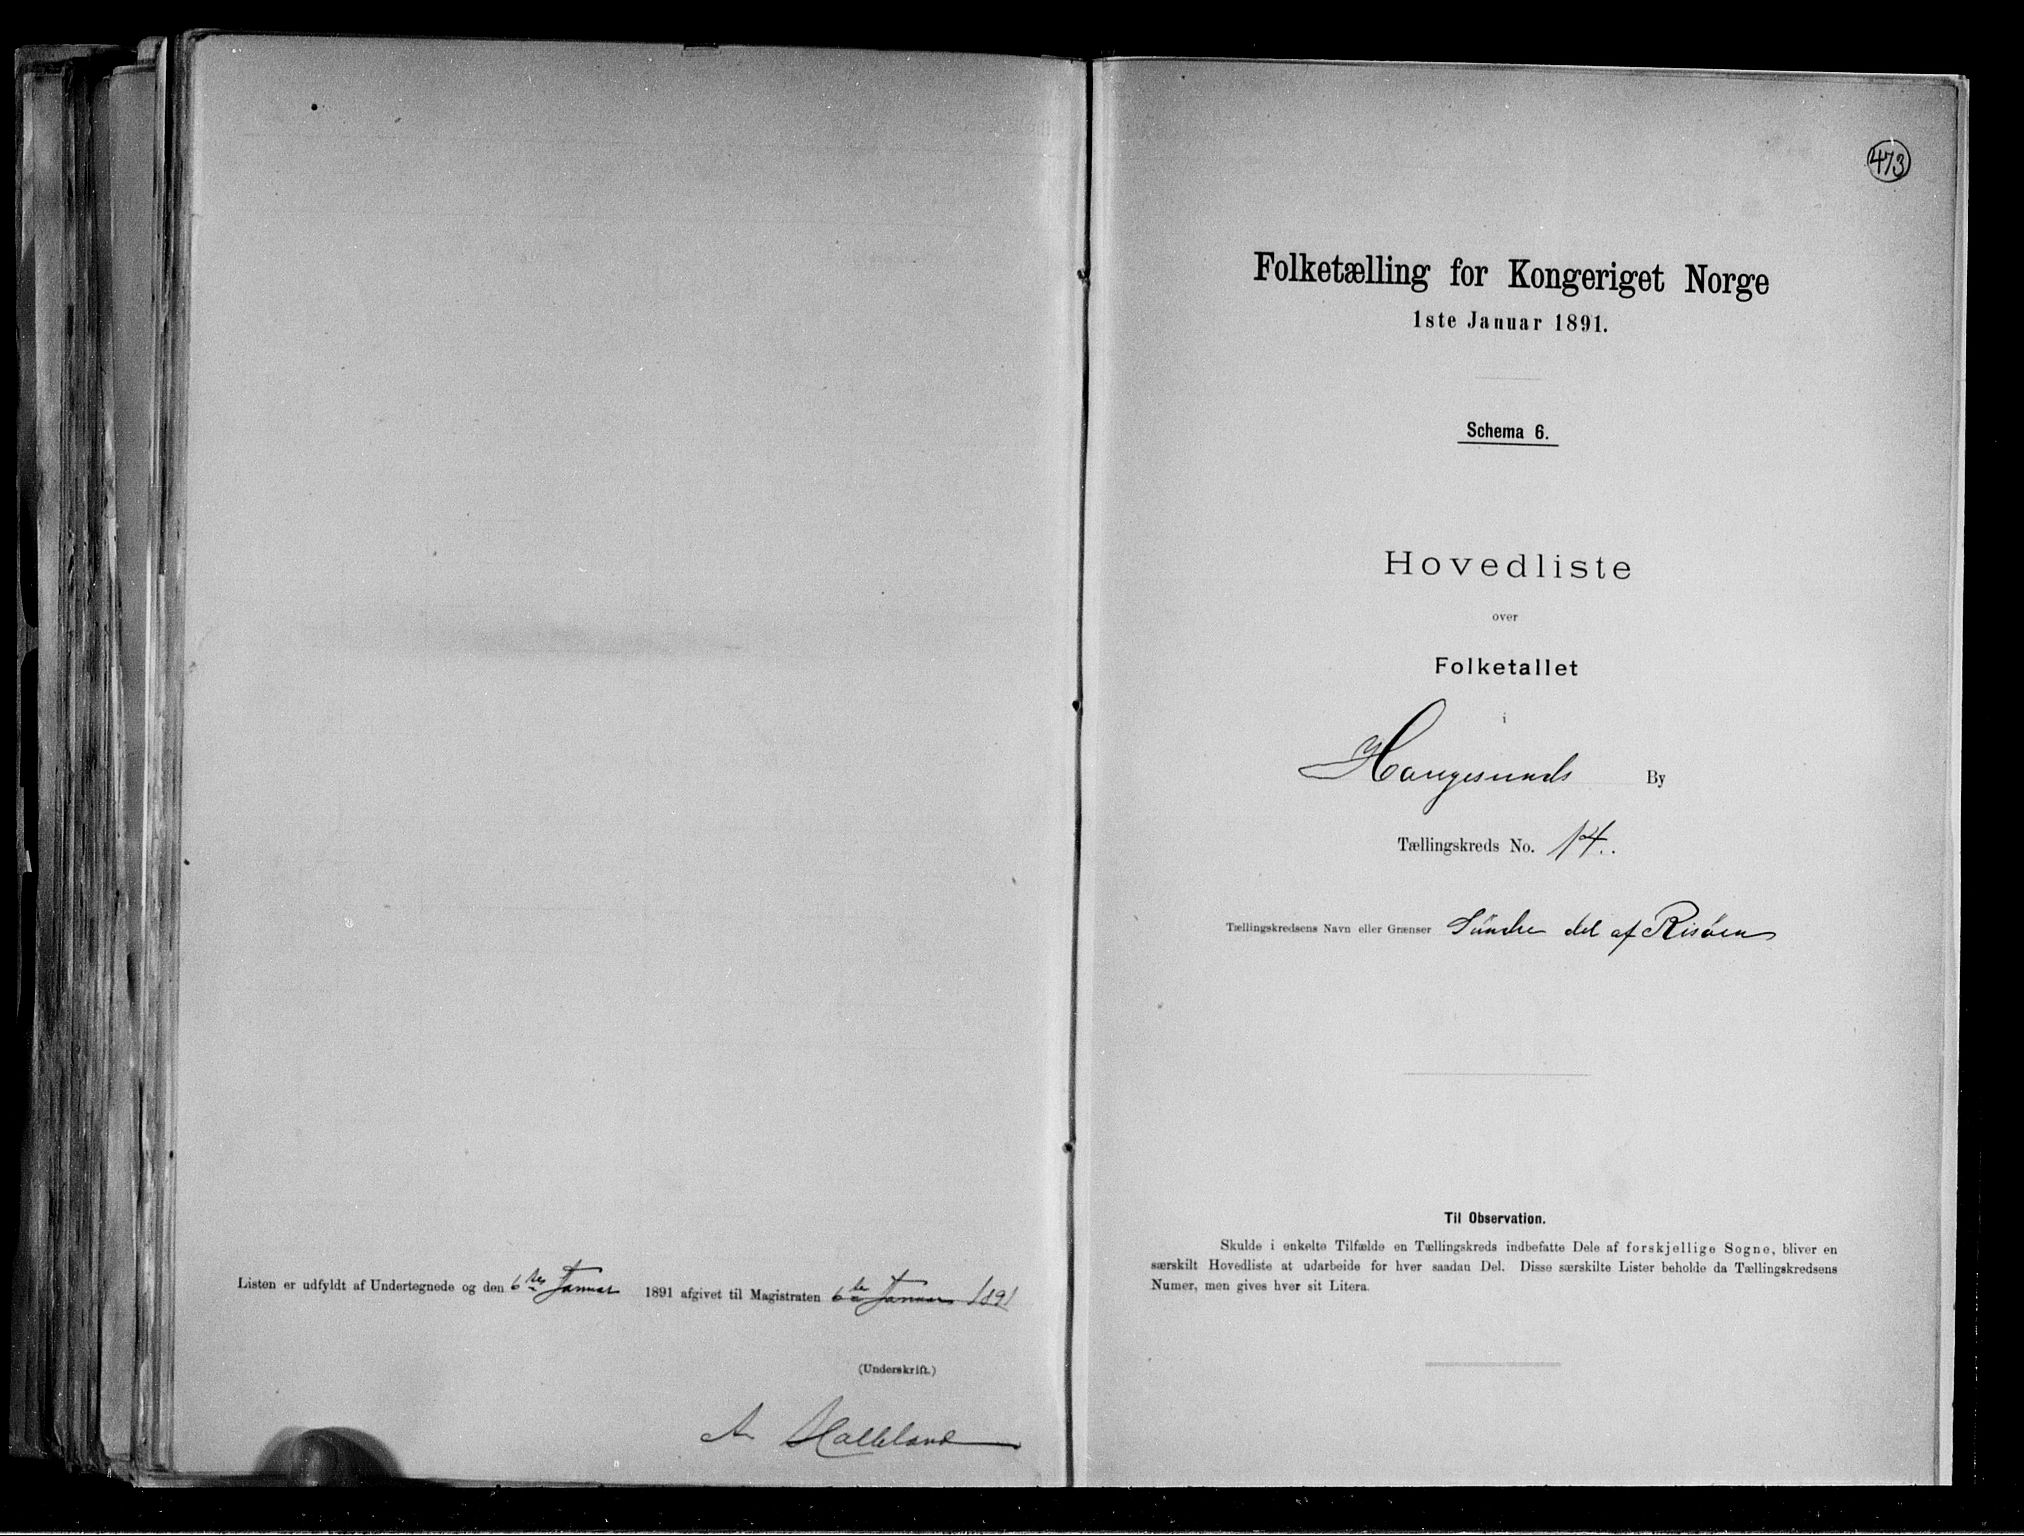 Listen er udfyldt af Undertegnede og den 6te Januar 1891 afgivet til Magistraten 6te Januar 1891
(Underskrift.)
A. Halleland
473
Folketælling for Kongeriget Norge
1ste Januar 1891.
Schema 6.
Hovedliste
over
Folketallet
i
Haugesunds By
Tællingskreds No. 14.
Tællingskredsens Navn eller Grænser Søndre del af Risøen
Til Observation.
Skulde i enkelte Tilfælde en Tællingskreds indbefatte Dele af forskjellige Sogne, bliver en
særskilt Hovedliste at udarbeide for hver saadan Del. Disse særskilte Lister beholde da Tællingskredsens
Numer, men gives hver sit Litera.